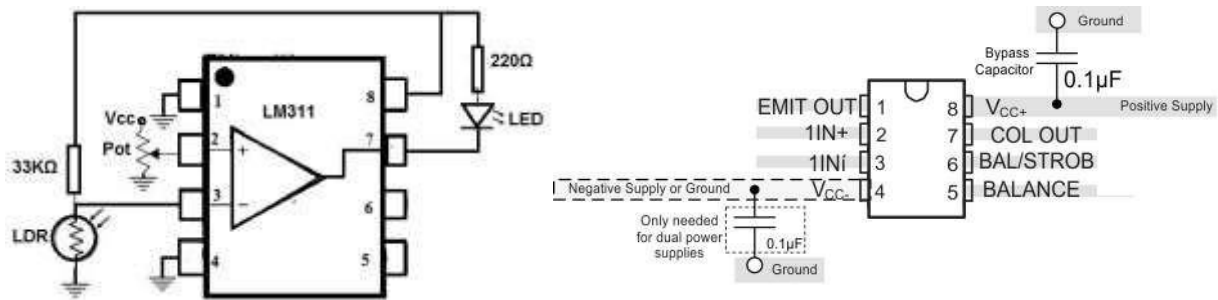 220Ω
LM311
1
8
Vcc
LED
2
+
7
Pot
33KΩ
3
-
6
LDR
4
5
Ground
Bypass
Capacitor
0.1µF
EMIT OUT 1 8 VCC+ Positive Supply
1IN+ 2 7 COL OUT
1INí 3 6 BAL/STROB
Negative Supply or Ground VCC- 4 5 BALANCE
Only needed
for dual power
supplies
0.1µF
Ground